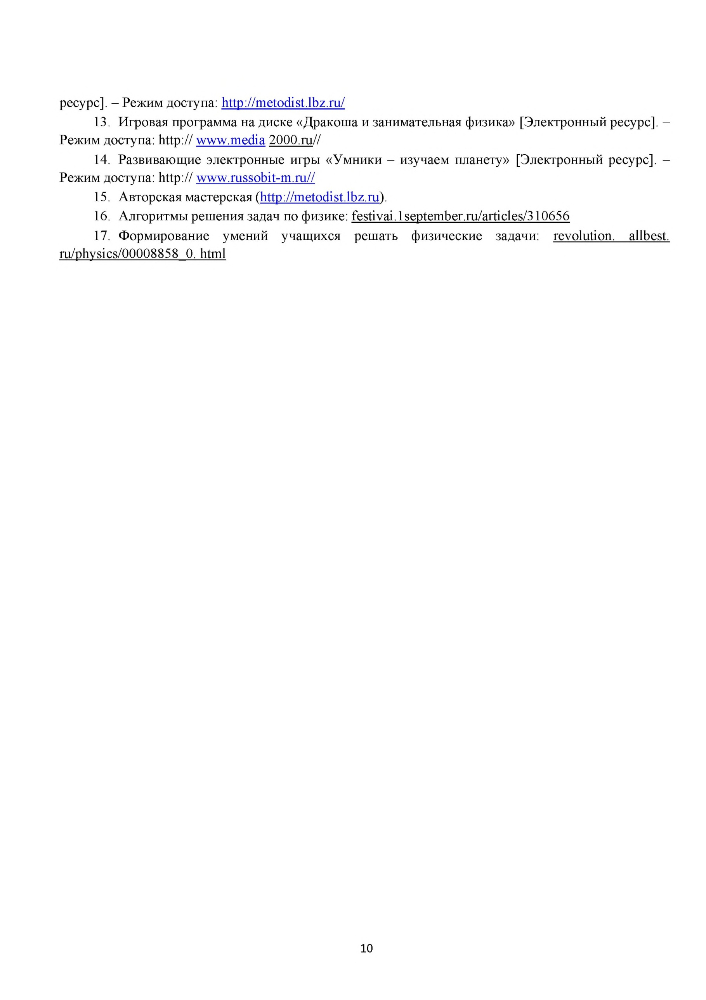 ресурс]. – Режим доступа: http://metodist.lbz.ru/
13. Игровая программа на диске «Дракоша и занимательная физика» [Электронный ресурс]. –
Режим доступа: http:// www.media 2000.ru//
14. Развивающие электронные игры «Умники – изучаем планету» [Электронный ресурс]. –
Режим доступа: http:// www.russobit-m.ru//
15. Авторская мастерская (http://metodist.lbz.ru).
16. Алгоритмы решения задач по физике: festivai.1september.ru/articles/310656
17. Формирование умений учащихся решать физические задачи: revolution. allbest.
ru/physics/00008858_0. html
10